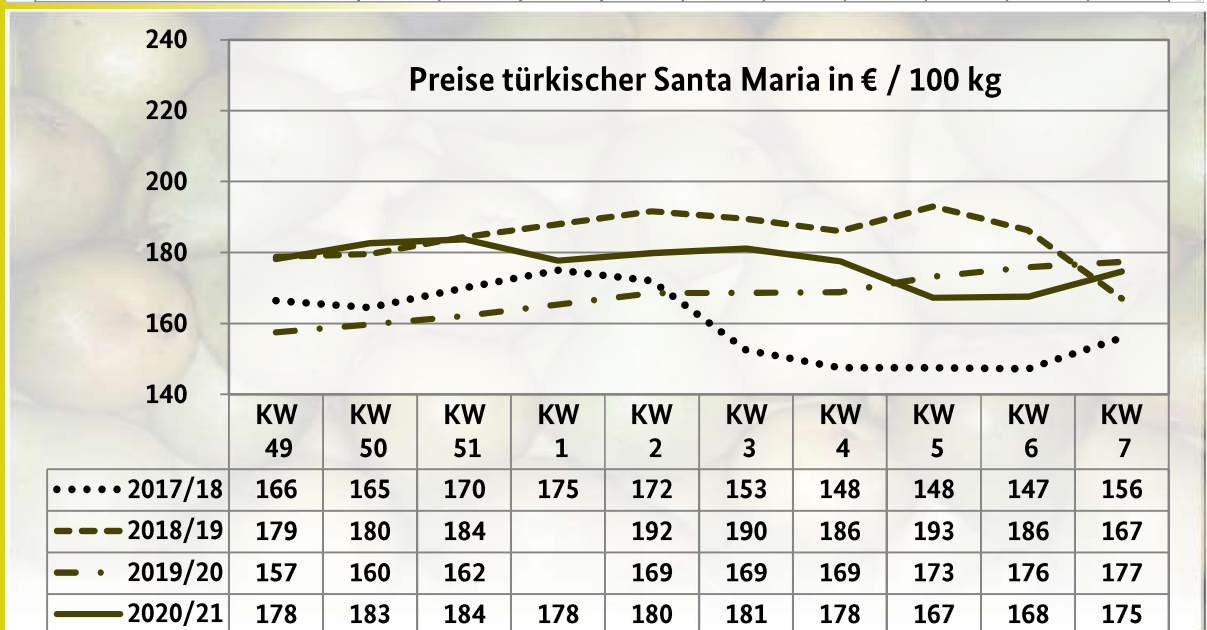 240
Preise türkischer Santa Maria in € / 100 kg
220
200
180
160
140
KW KW KW KW KW KW KW KW KW KW
49 50 51 1 2 3 4 5 6 7
2017/18 166 165 170 175 172 153 148 148 147 156
2018/19 179 180 184 192 190 186 193 186 167
2019/20 157 160 162 169 169 169 173 176 177
2020/21 178 183 184 178 180 181 178 167 168 175